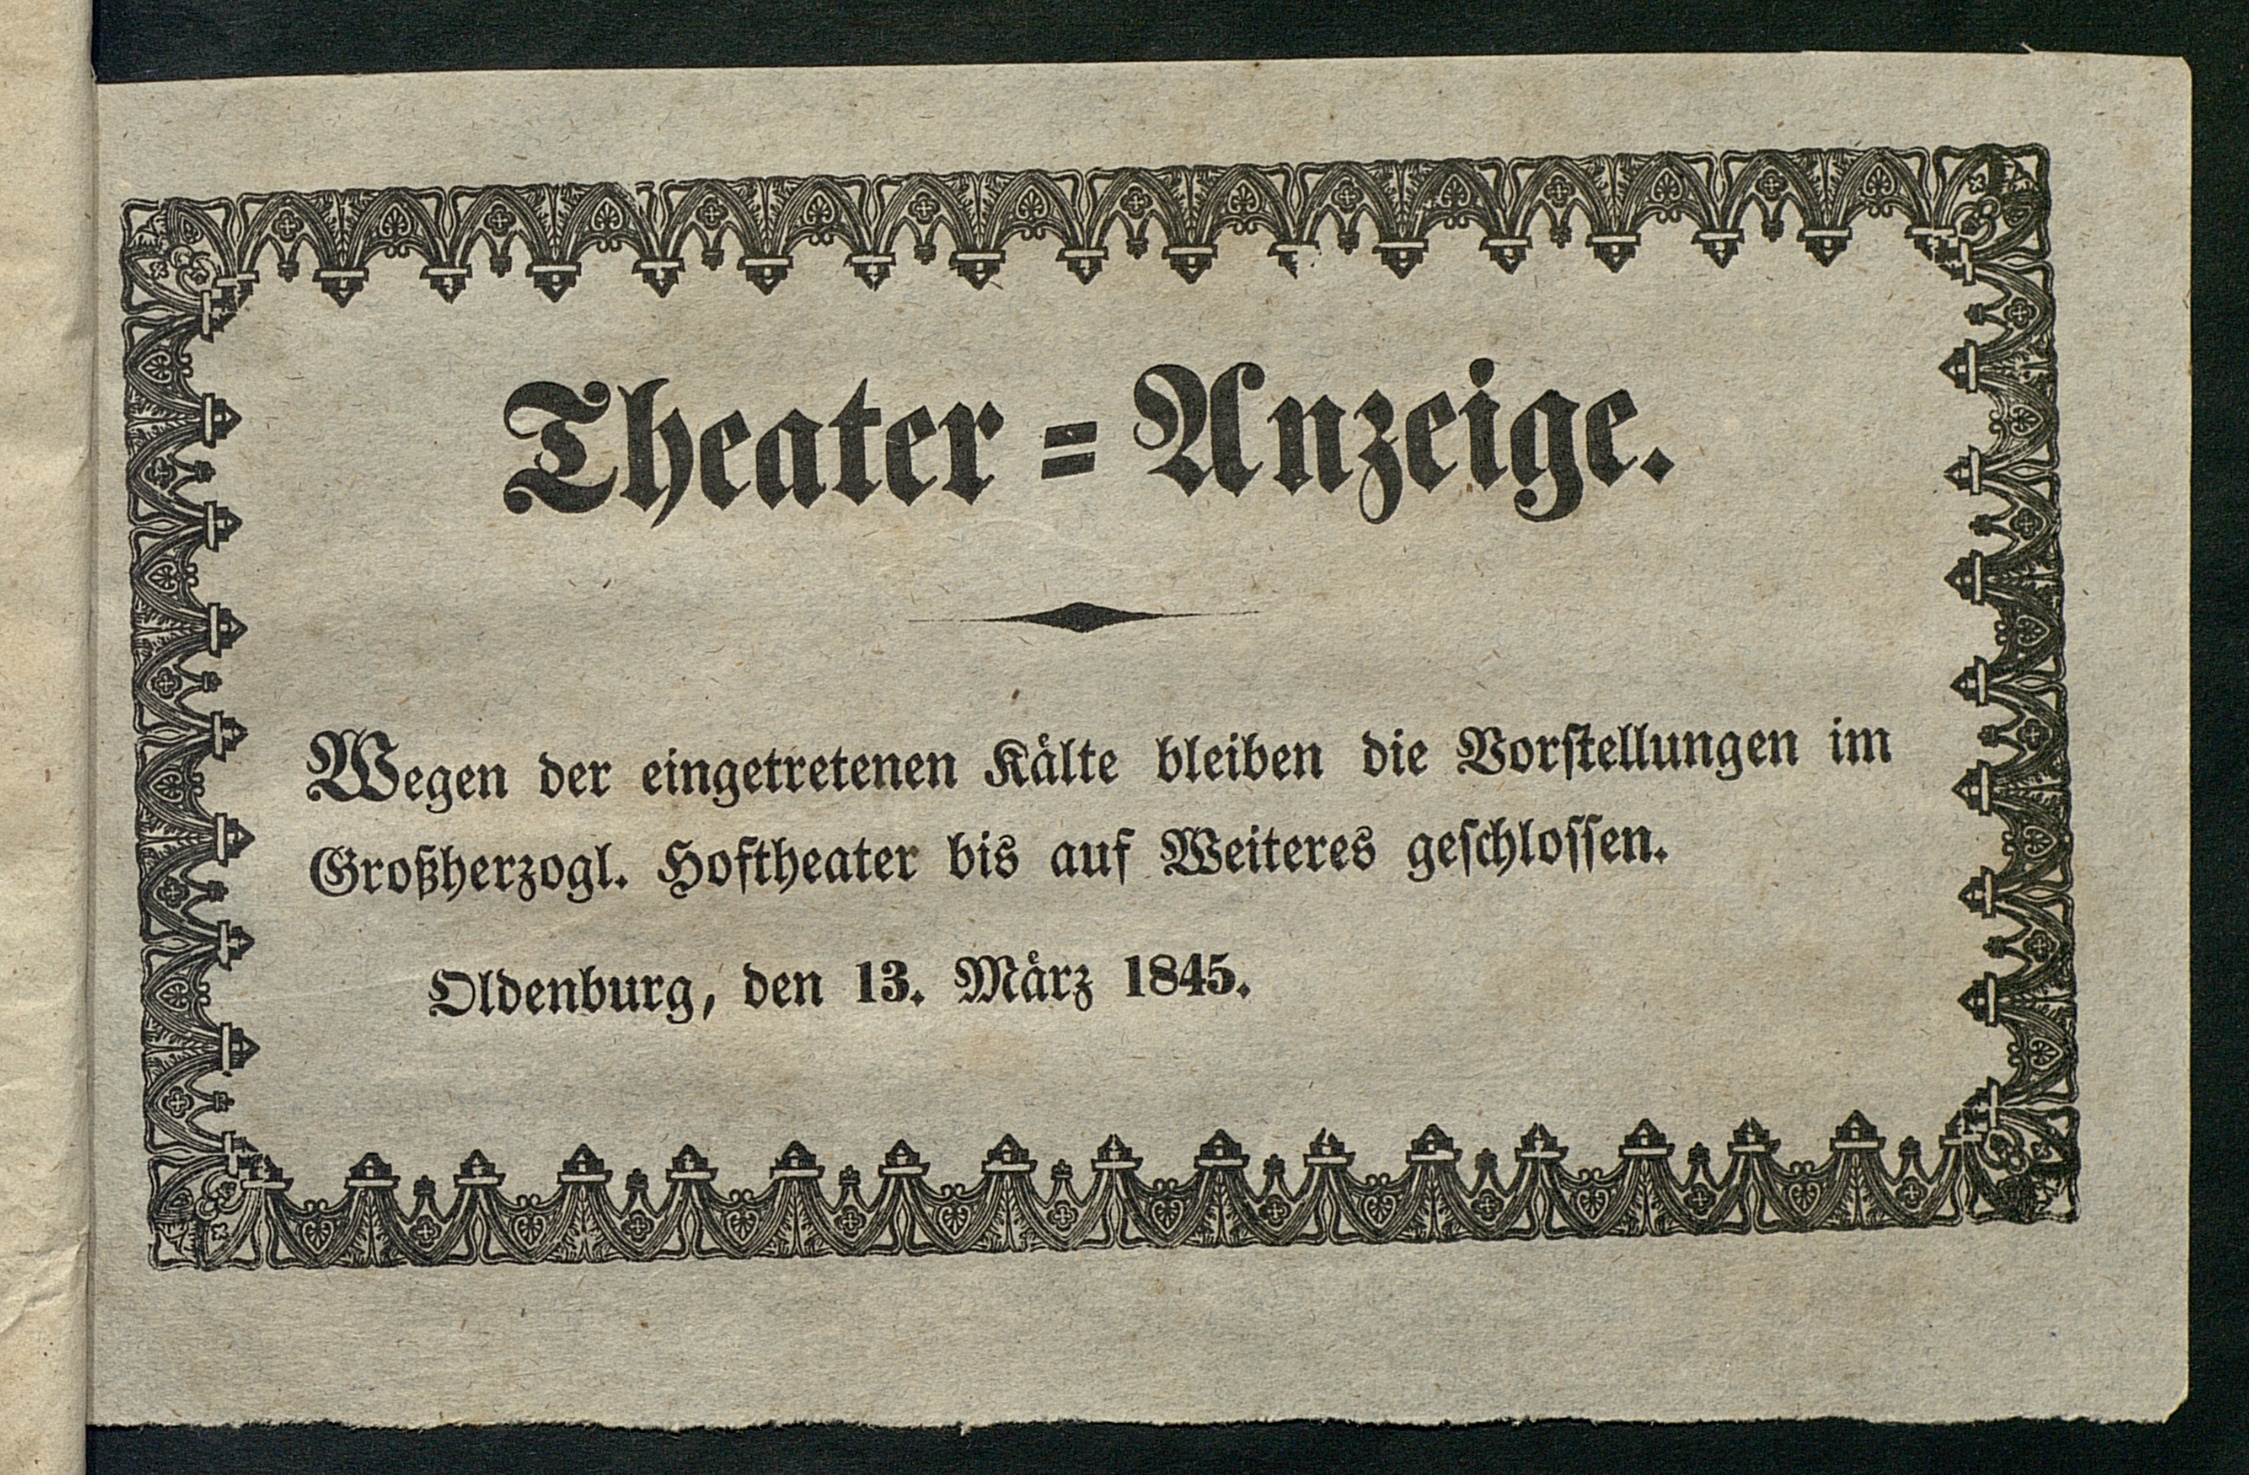 Theater=Anzeige.
Wegen der eingetretenen Kälte bleiben die Vorſtellungen im
Großherzogl. Hoftheater bis auf Weiteres geſchloſſen.
Oldenburg, den 13. März 1845.